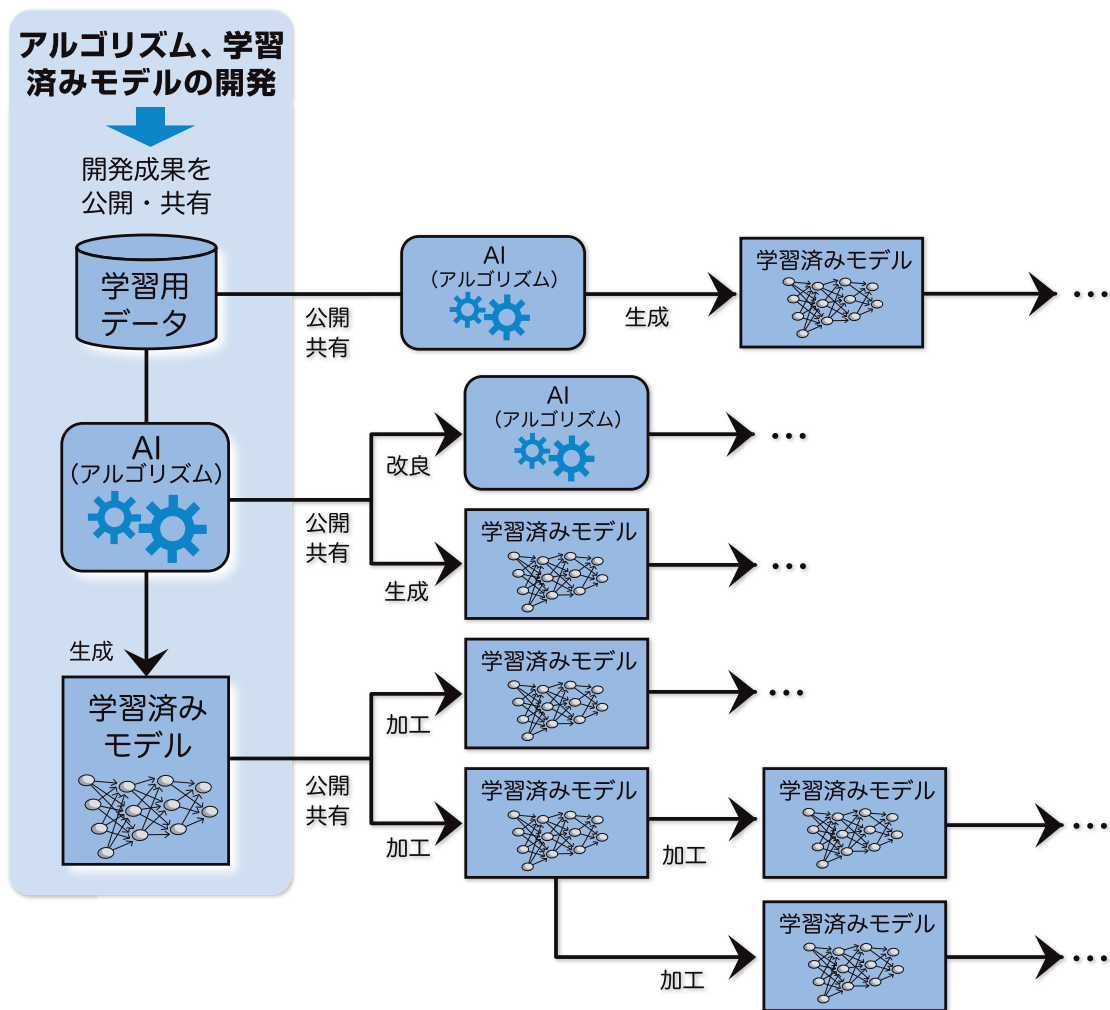 アルゴリズム、学習
済みモデルの開発
開発成果を
公開・共有
学習用
データ
公開
共有
AI
（アルゴリズム）
生成
学習済みモデル
…
AI
（アルゴリズム）
公開
共有
改良
AI
（アルゴリズム）
…
生成
学習済みモデル
…
生成
学習済み
モデル
公開
共有
加工
学習済みモデル
…
加工
学習済みモデル
加工
学習済みモデル
…
加工
学習済みモデル
…